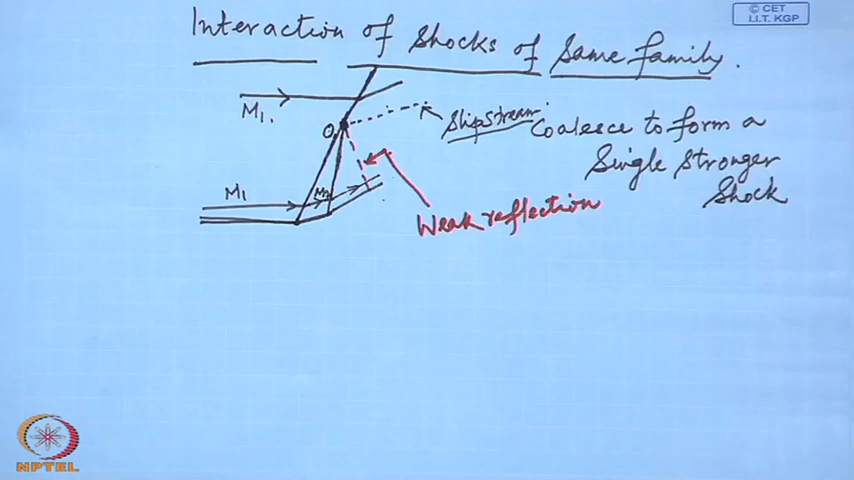 © CET
I.I.T. KGP
Interaction of Shocks of Same family.
M1.
O
Slipstream
Coalesce to form a
Single Stronger
Shock
M1
M2
Weak reflection
NPTEL